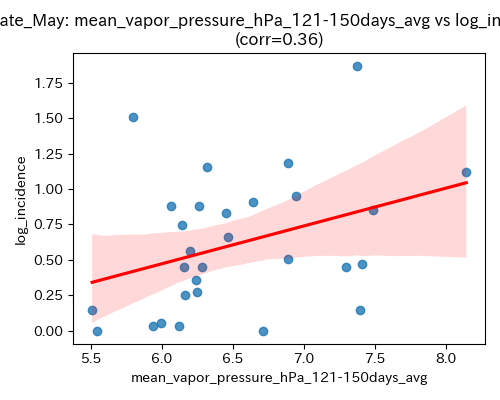 ate_May: mean_vapor_pressure_hPa_121-150days_avg vs log_in
(corr=0.36)
log_incidence
1.75
1.50
1.25
1.00
0.75
0.50
0.25
0.00
5.5 6.0 6.5 7.0 7.5 8.0
mean_vapor_pressure_hPa_121-150days_avg